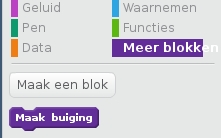 Geluid Waarnemen
Pen Functies
Data Meer blokken
Maak een blok
Maak buiging